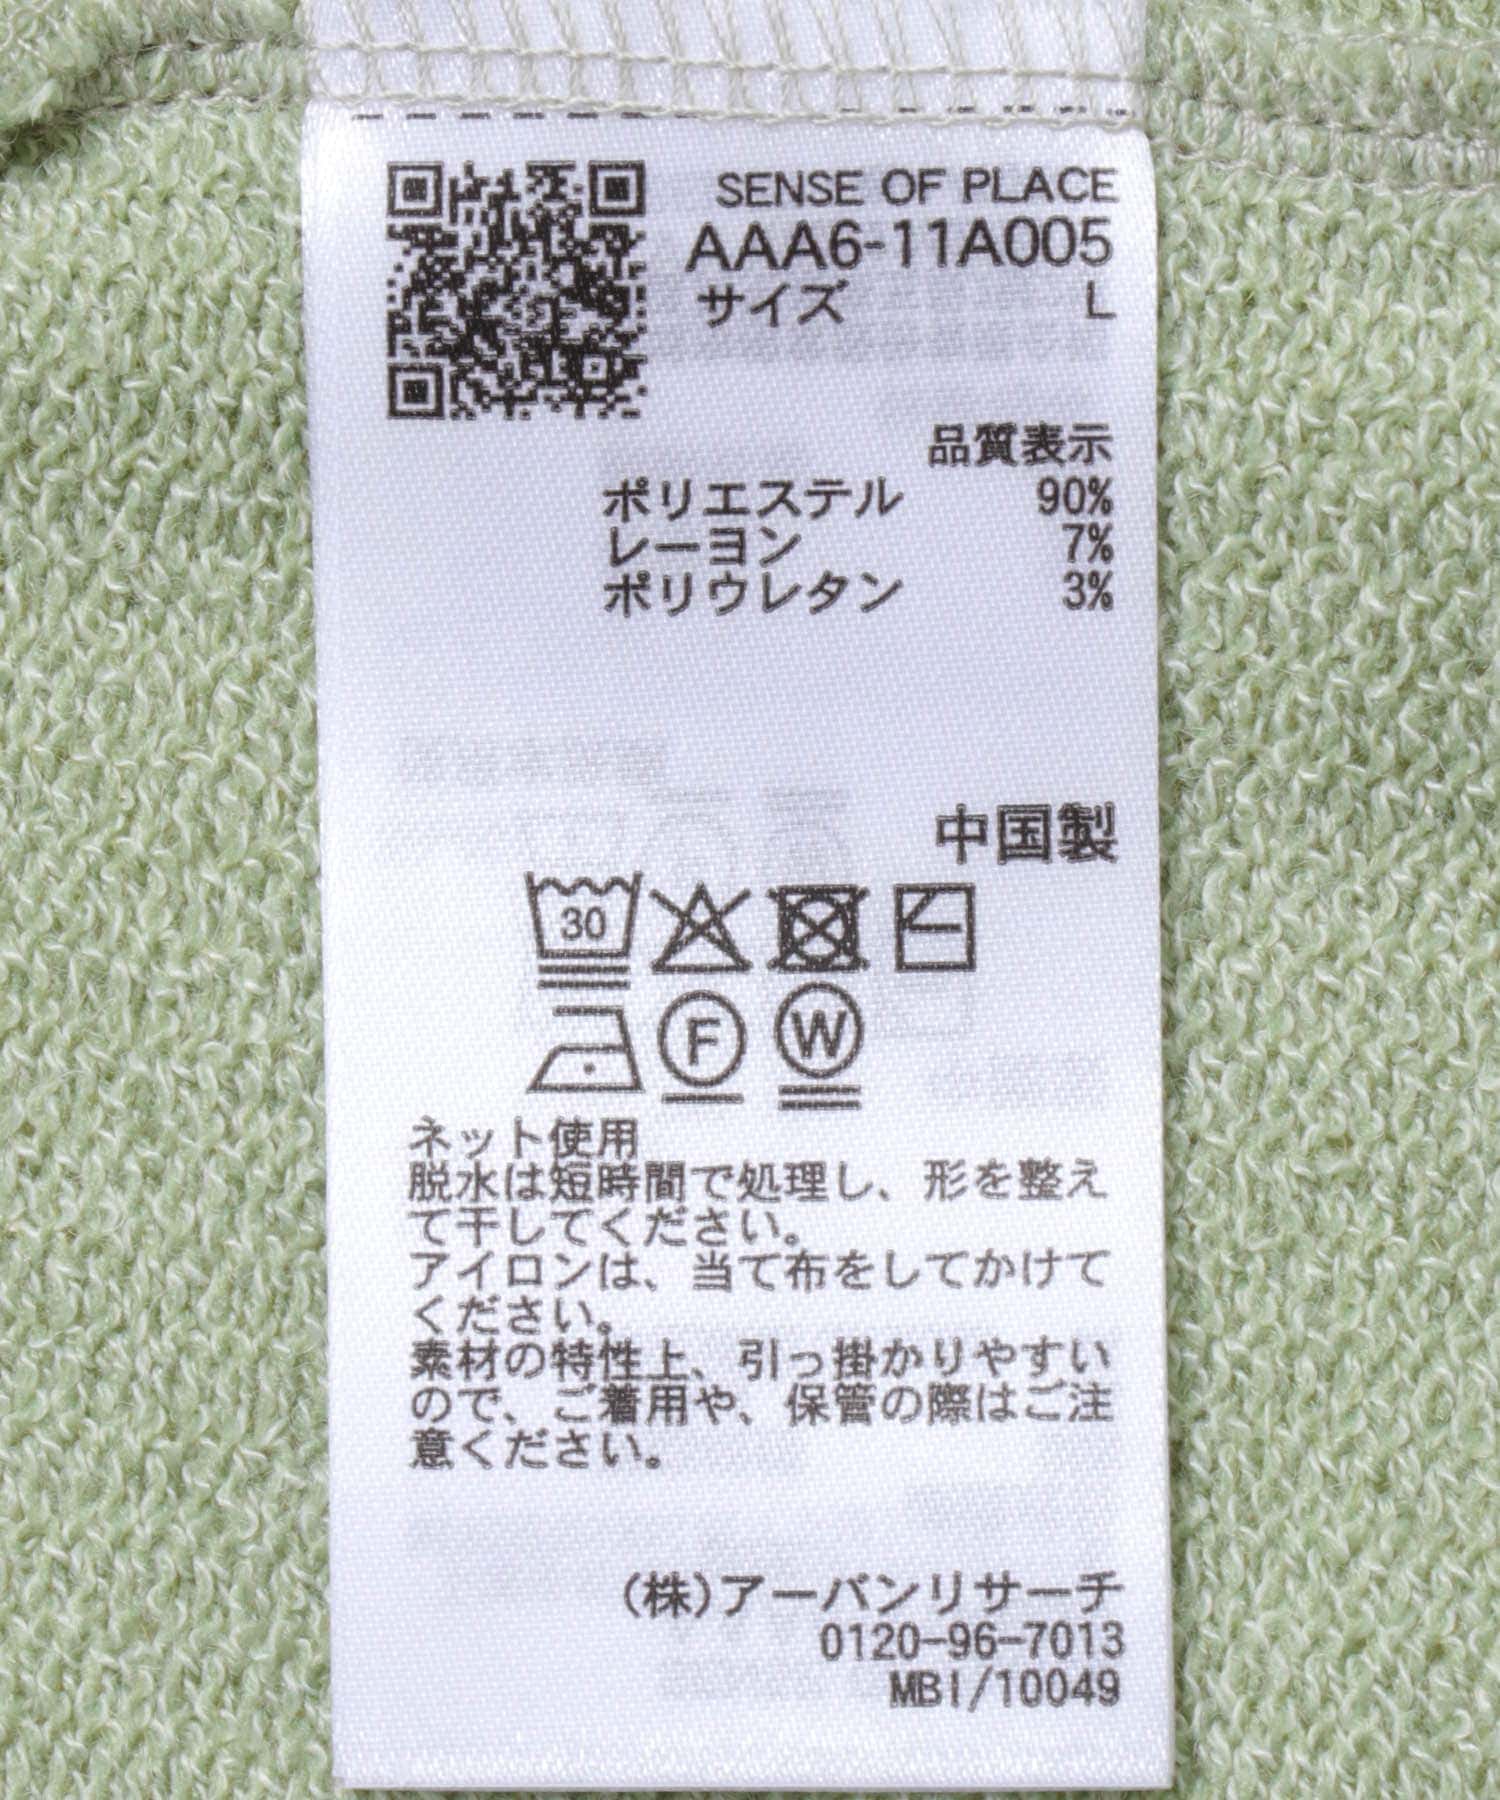 SENSE OF PLACE
AAA6-11A005
サイズ L
品質表示
ポリエステル 90%
レーヨン 7%
ポリウレタン 3%
中国製
30
F W
ネット使用
脱水は短時間で処理し、形を整え
て干してください。
アイロンは、当て布をしてかけて
ください。
素材の特性上、引っ掛かりやすい
ので、ご着用や、保管の際はご注
意ください。
(株)アーバンリサーチ
0120-96-7013
MBI/10049